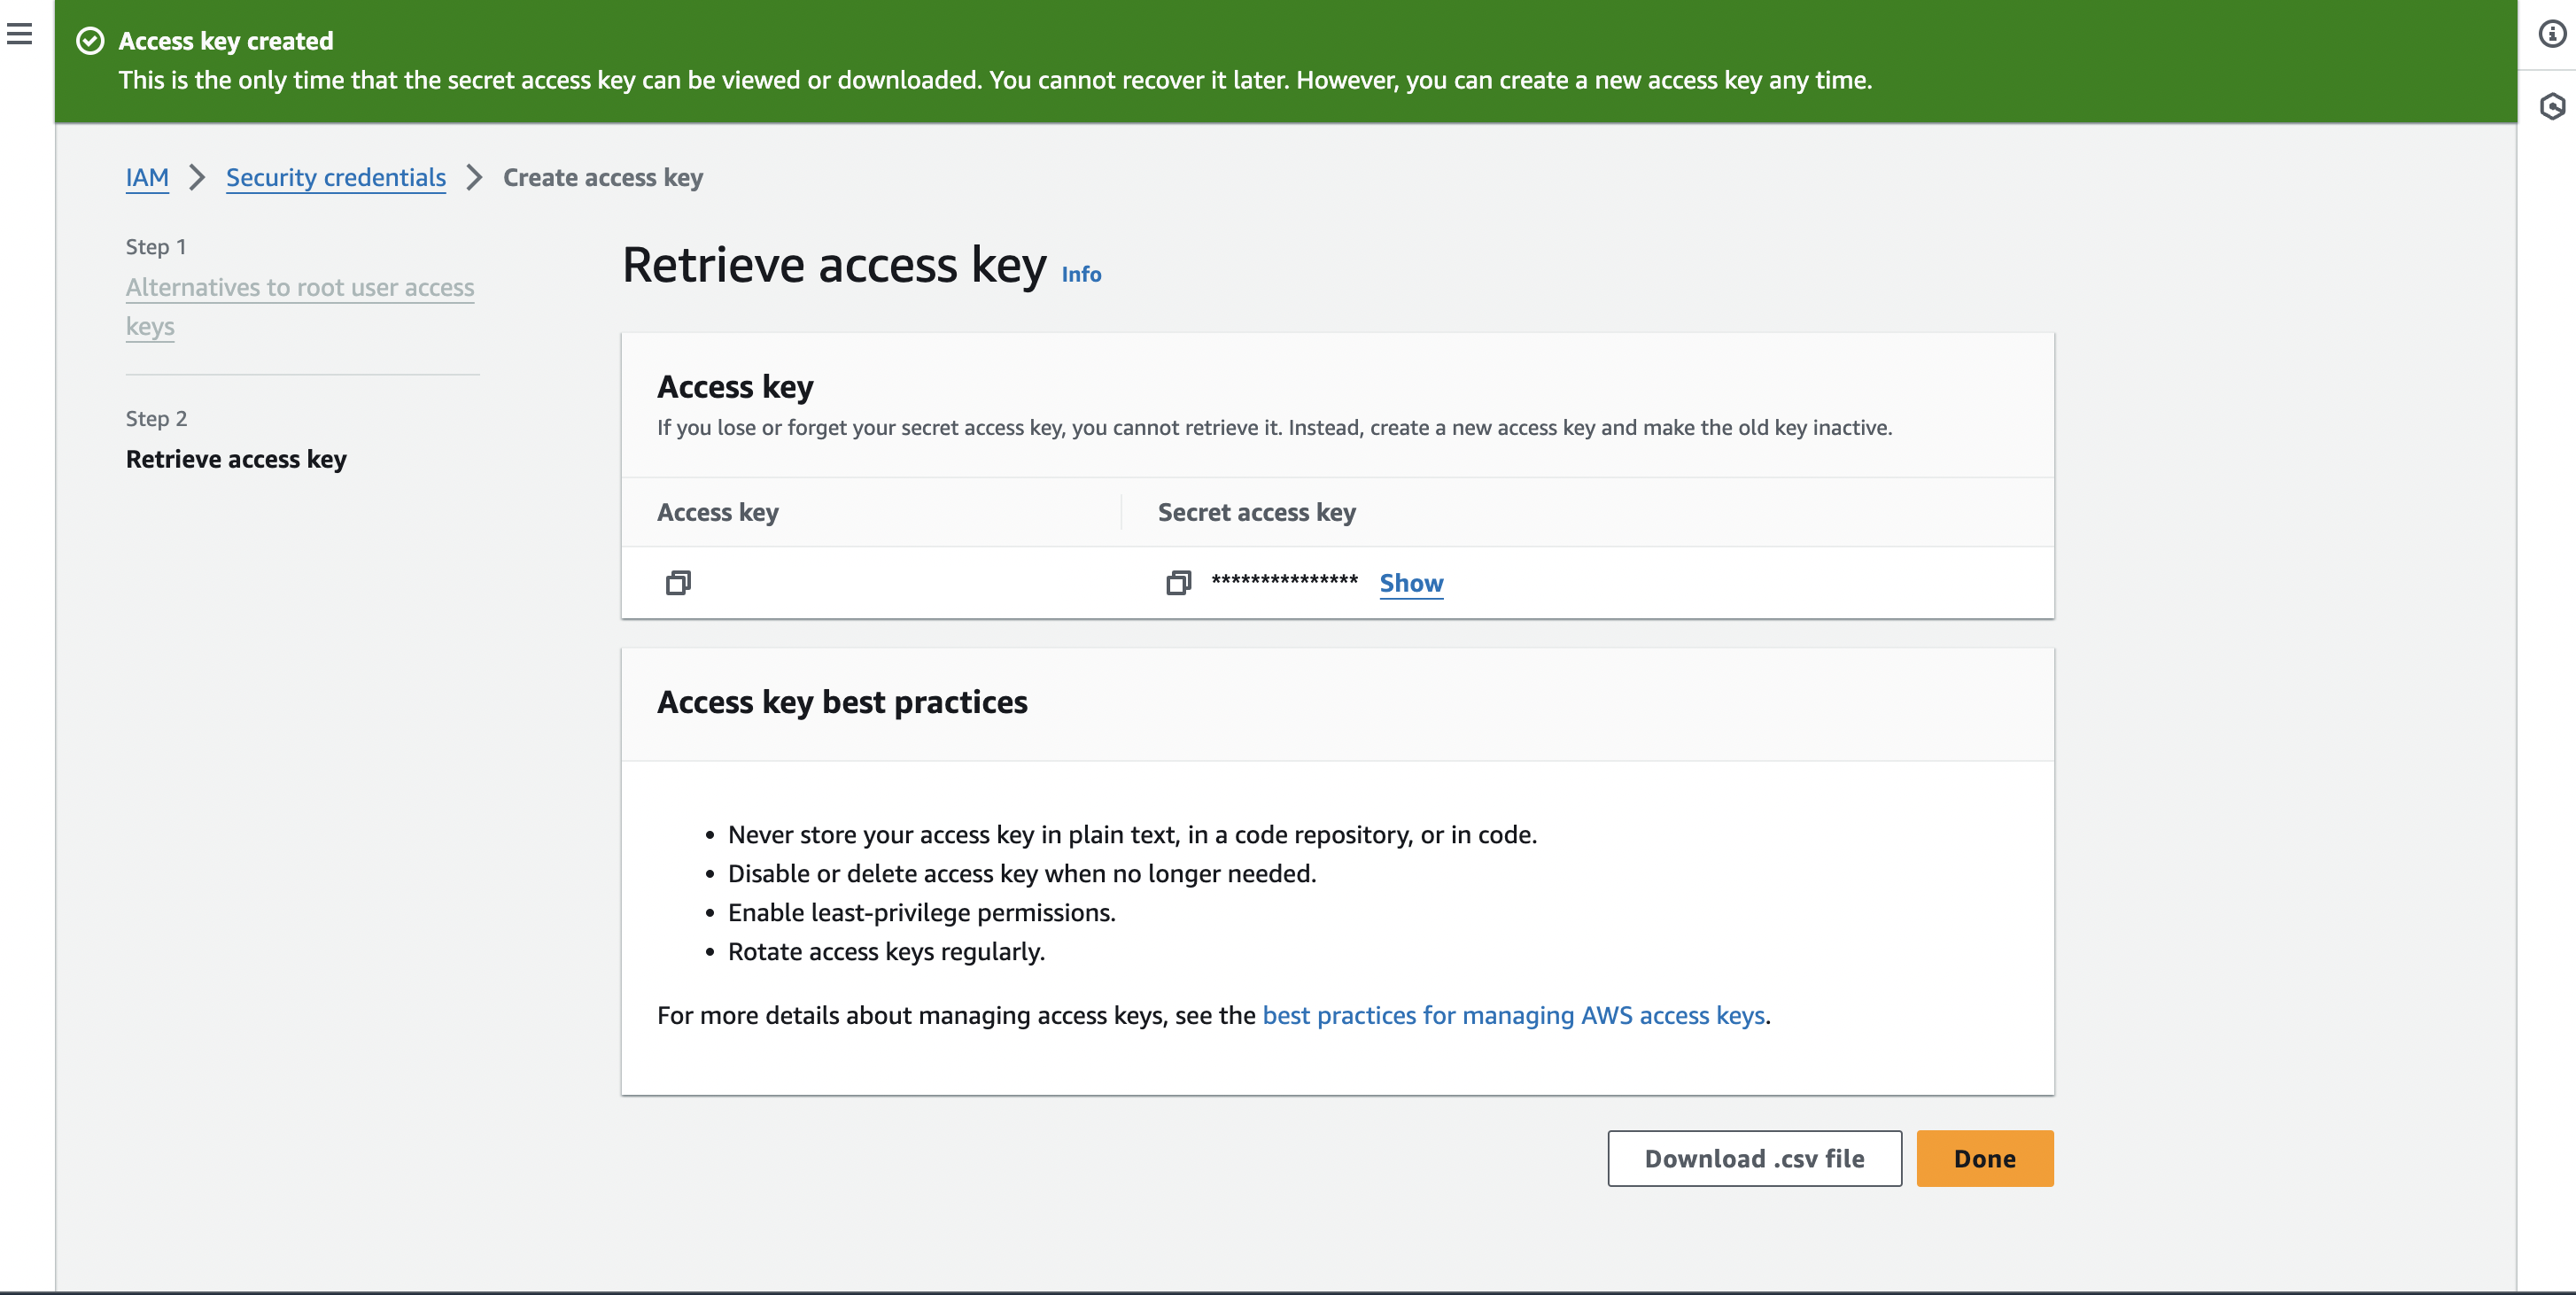 Access key created
This is the only time that the secret access key can be viewed or downloaded. You cannot recover it later. However, you can create a new access key any time.
IAM > Security credentials > Create access key
Step 1
Alternatives to root user access
keys
Step 2
Retrieve access key
Retrieve access key Info
Access key
If you lose or forget your secret access key, you cannot retrieve it. Instead, create a new access key and make the old key inactive.
Access key Secret access key
*************** Show
Access key best practices
• Never store your access key in plain text, in a code repository, or in code.
• Disable or delete access key when no longer needed.
• Enable least-privilege permissions.
• Rotate access keys regularly.
For more details about managing access keys, see the best practices for managing AWS access keys.
Download .csv file Done